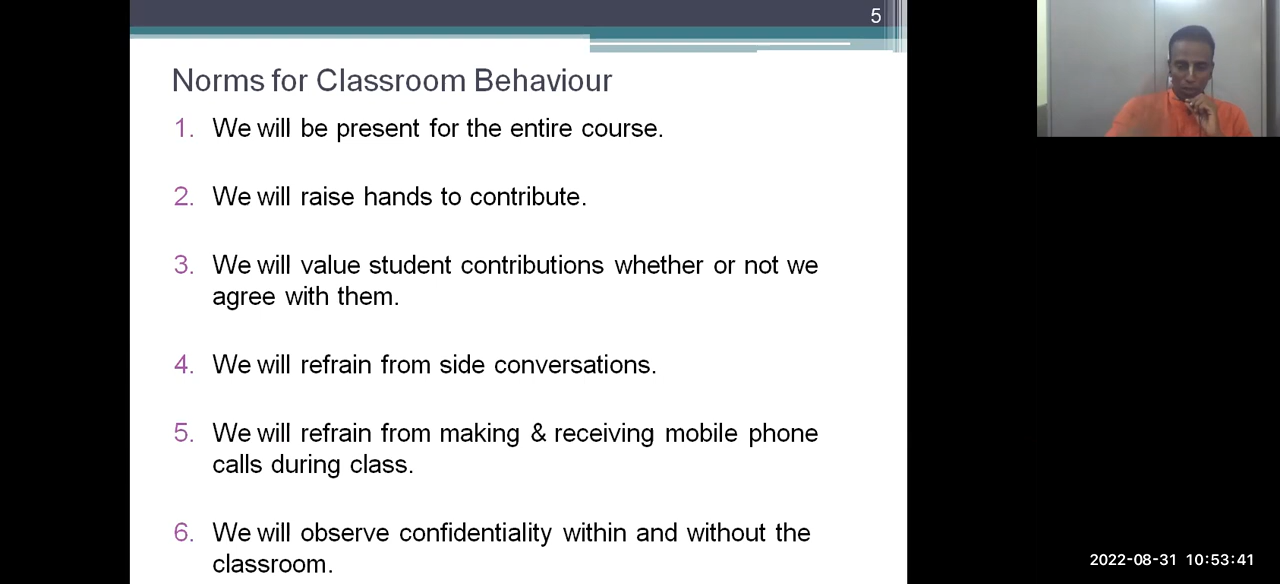 5
Norms for Classroom Behaviour
1. We will be present for the entire course.
2. We will raise hands to contribute.
3. We will value student contributions whether or not we
agree with them.
4. We will refrain from side conversations.
5. We will refrain from making & receiving mobile phone
calls during class.
6. We will observe confidentiality within and without the
classroom.
2022-08-31 10:53:41